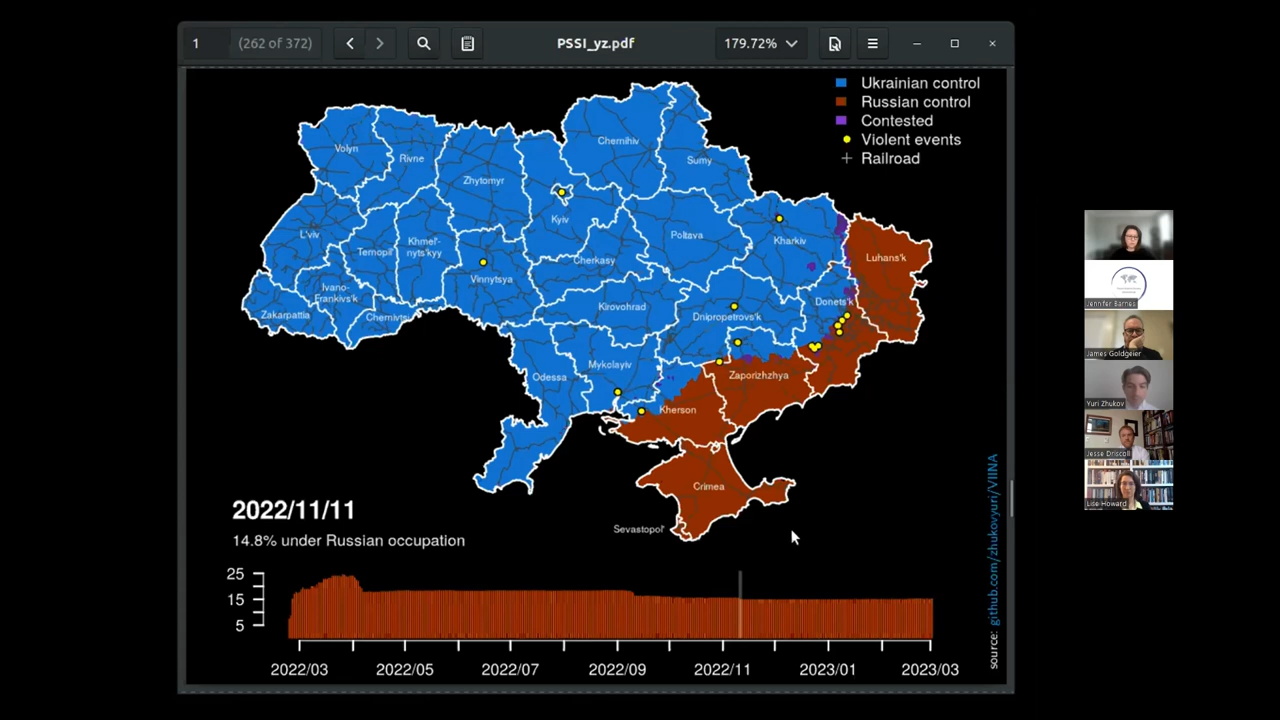 1
(262 of 372)
PSSI_yz.pdf
179.72%
Ukrainian control
Russian control
Contested
Violent events
Railroad
Volyn
Rivne
Zhytomyr
Chernihiv
Sumy
Kyiv
L'viv
Ternopil'
Khmel'-
nyts'kyy
Vinnytsya
Cherkasy
Poltava
Kharkiv
Luhans'k
Ivano-
Frankivs'k
Zakarpattia
Chernivtsi
Kirovohrad
Dnipropetrovs'k
Donets'k
Odessa
Mykolayiv
Zaporizhzhya
Kherson
Crimea
Sevastopol'
2022/11/11
14.8% under Russian occupation
25
15
5
2022/03
2022/05
2022/07
2022/09
2022/11
2023/01
2023/03
source: github.com/zhukovyuri/VIINA
Jennifer Barnes
James Goldgeier
Yuri Zhukov
Jesse Driscoll
Lise Howard